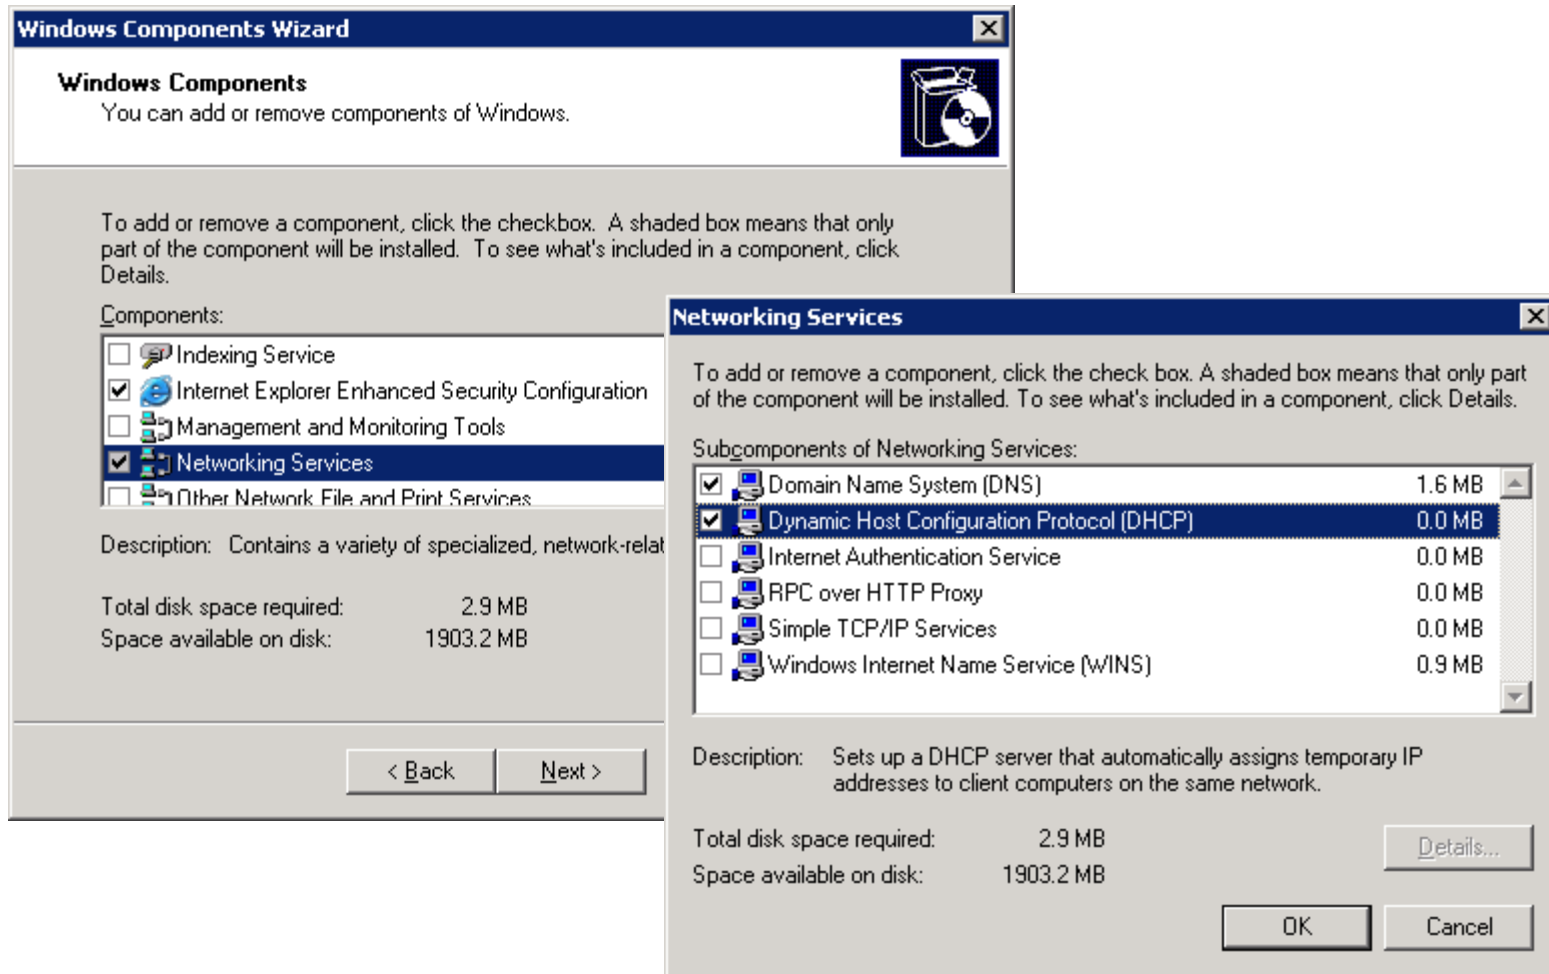 Windows Components Wizard
Windows Components
You can add or remove components of Windows.
To add or remove a component, click the checkbox. A shaded box means that only
part of the component will be installed. To see what's included in a component, click
Details.
Components:
Indexing Service
Internet Explorer Enhanced Security Configuration
Management and Monitoring Tools
Networking Services
Other Network File and Print Services
Description: Contains a variety of specialized, network-relat
Total disk space required: 2.9 MB
Space available on disk: 1903.2 MB
< Back
Next >
Networking Services
To add or remove a component, click the check box. A shaded box means that only part
of the component will be installed. To see what's included in a component, click Details.
Subcomponents of Networking Services:
Domain Name System (DNS) 1.6 MB
Dynamic Host Configuration Protocol (DHCP) 0.0 MB
Internet Authentication Service 0.0 MB
RPC over HTTP Proxy 0.0 MB
Simple TCP/IP Services 0.0 MB
Windows Internet Name Service (WINS) 0.9 MB
Description: Sets up a DHCP server that automatically assigns temporary IP
addresses to client computers on the same network.
Total disk space required: 2.9 MB
Details...
Space available on disk: 1903.2 MB
OK
Cancel